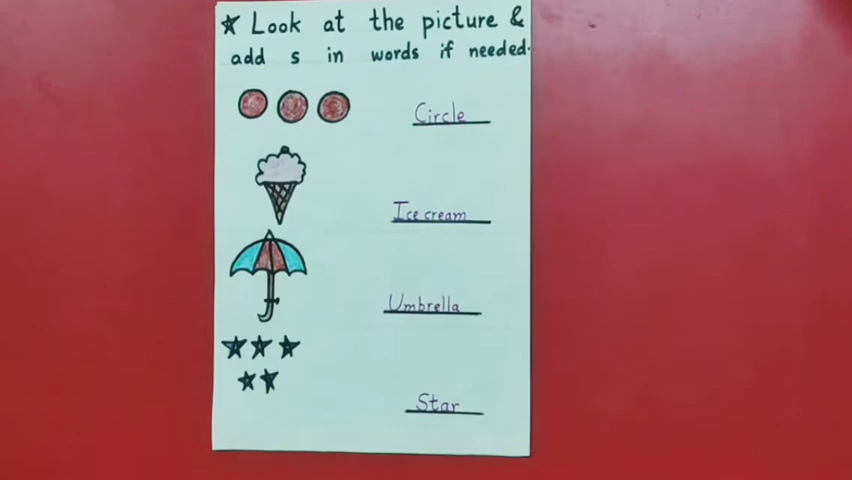 Look at the picture &
add s in words if needed.
Circle
Ice cream
Umbrella
Star